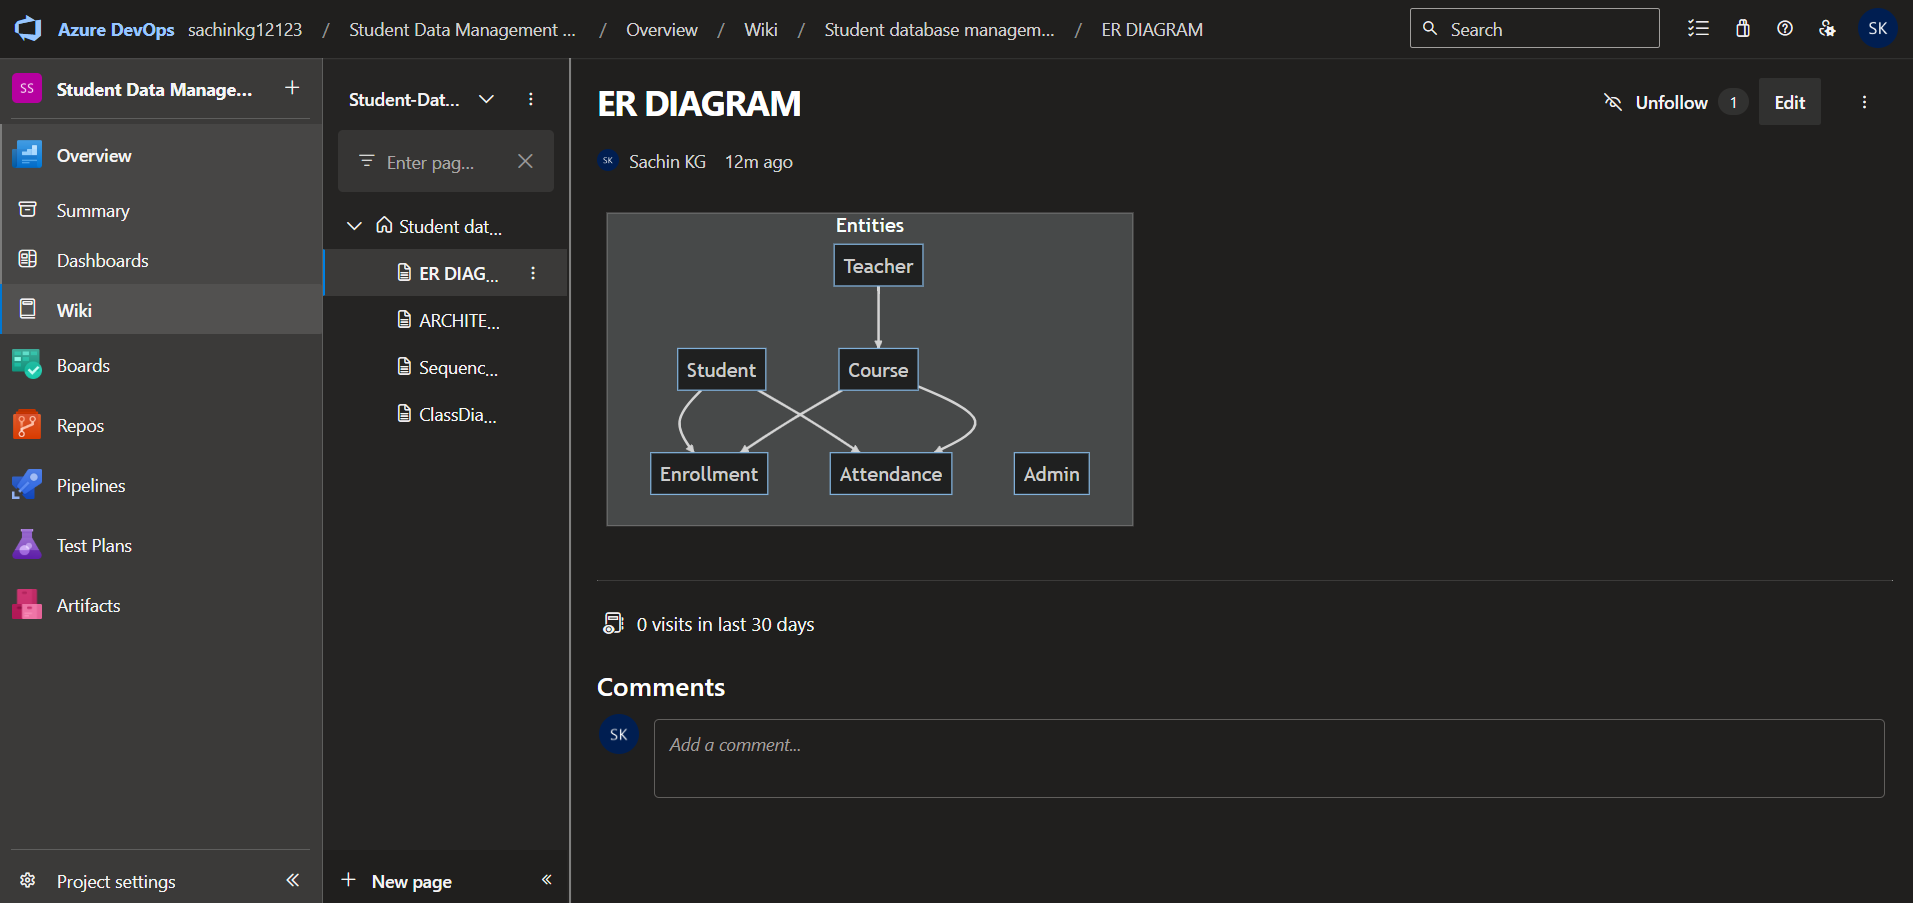 Azure DevOps sachinkg12123 / Student Data Management ... / Overview / Wiki / Student database managem... / ER DIAGRAM
Search
SK
SS Student Data Manage...
Overview
Summary
Dashboards
Wiki
Boards
Repos
Pipelines
Test Plans
Artifacts
Project settings
Student-Dat...
Enter pag...
Student dat...
ER DIAG...
ARCHITE...
Sequenc...
ClassDia...
New page
ER DIAGRAM
Unfollow 1 Edit
SK Sachin KG 12m ago
Entities
Teacher
Student Course
Enrollment Attendance Admin
0 visits in last 30 days
Comments
SK
Add a comment...